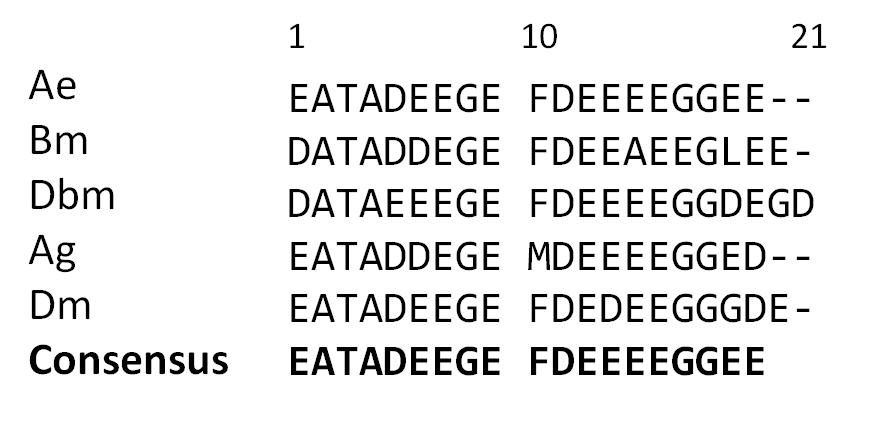 1 10 21
Ae EATADEEGE FDEEEEGGEE--
Bm DATADDEGE FDEEAEEGLEE-
Dbm DATAEEEGE FDEEEEGGDEGD
Ag EATADDEGE MDEEEEGGED--
Dm EATADEEGE FDEDEEGGGDE-
Consensus EATADEEGE FDEEEEGGEE